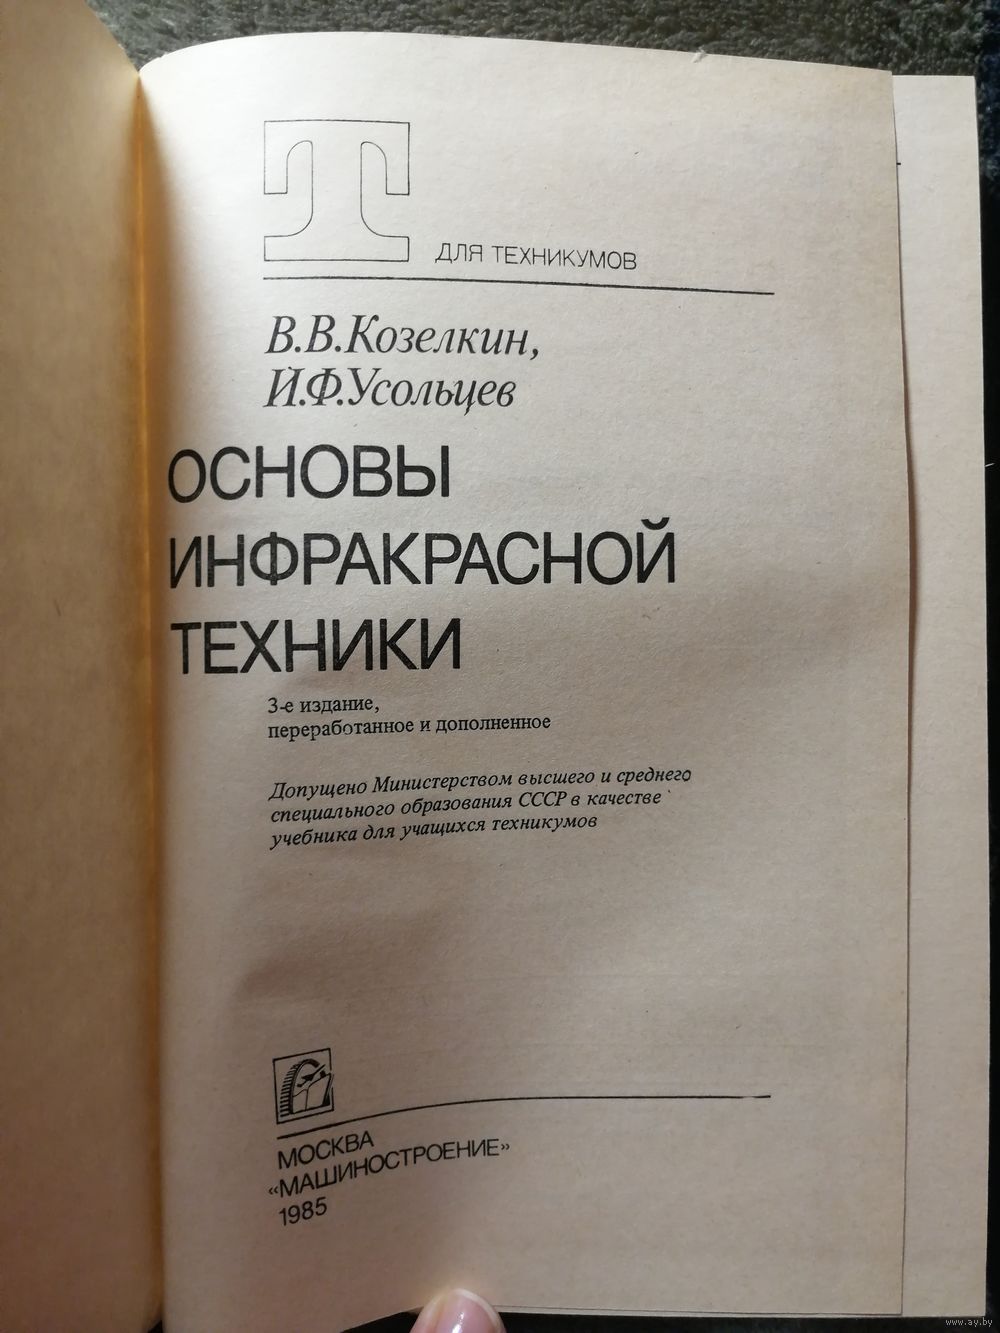 Т
ДЛЯ ТЕХНИКУМОВ
В.В.Козелкин,
И.Ф.Усольцев
ОСНОВЫ
ИНФРАКРАСНОЙ
ТЕХНИКИ
3-е издание,
переработанное и дополненное
Допущено Министерством высшего и среднего
специального образования СССР в качестве
учебника для учащихся техникумов
МОСКВА
«МАШИНОСТРОЕНИЕ»
1985
www.ay.by